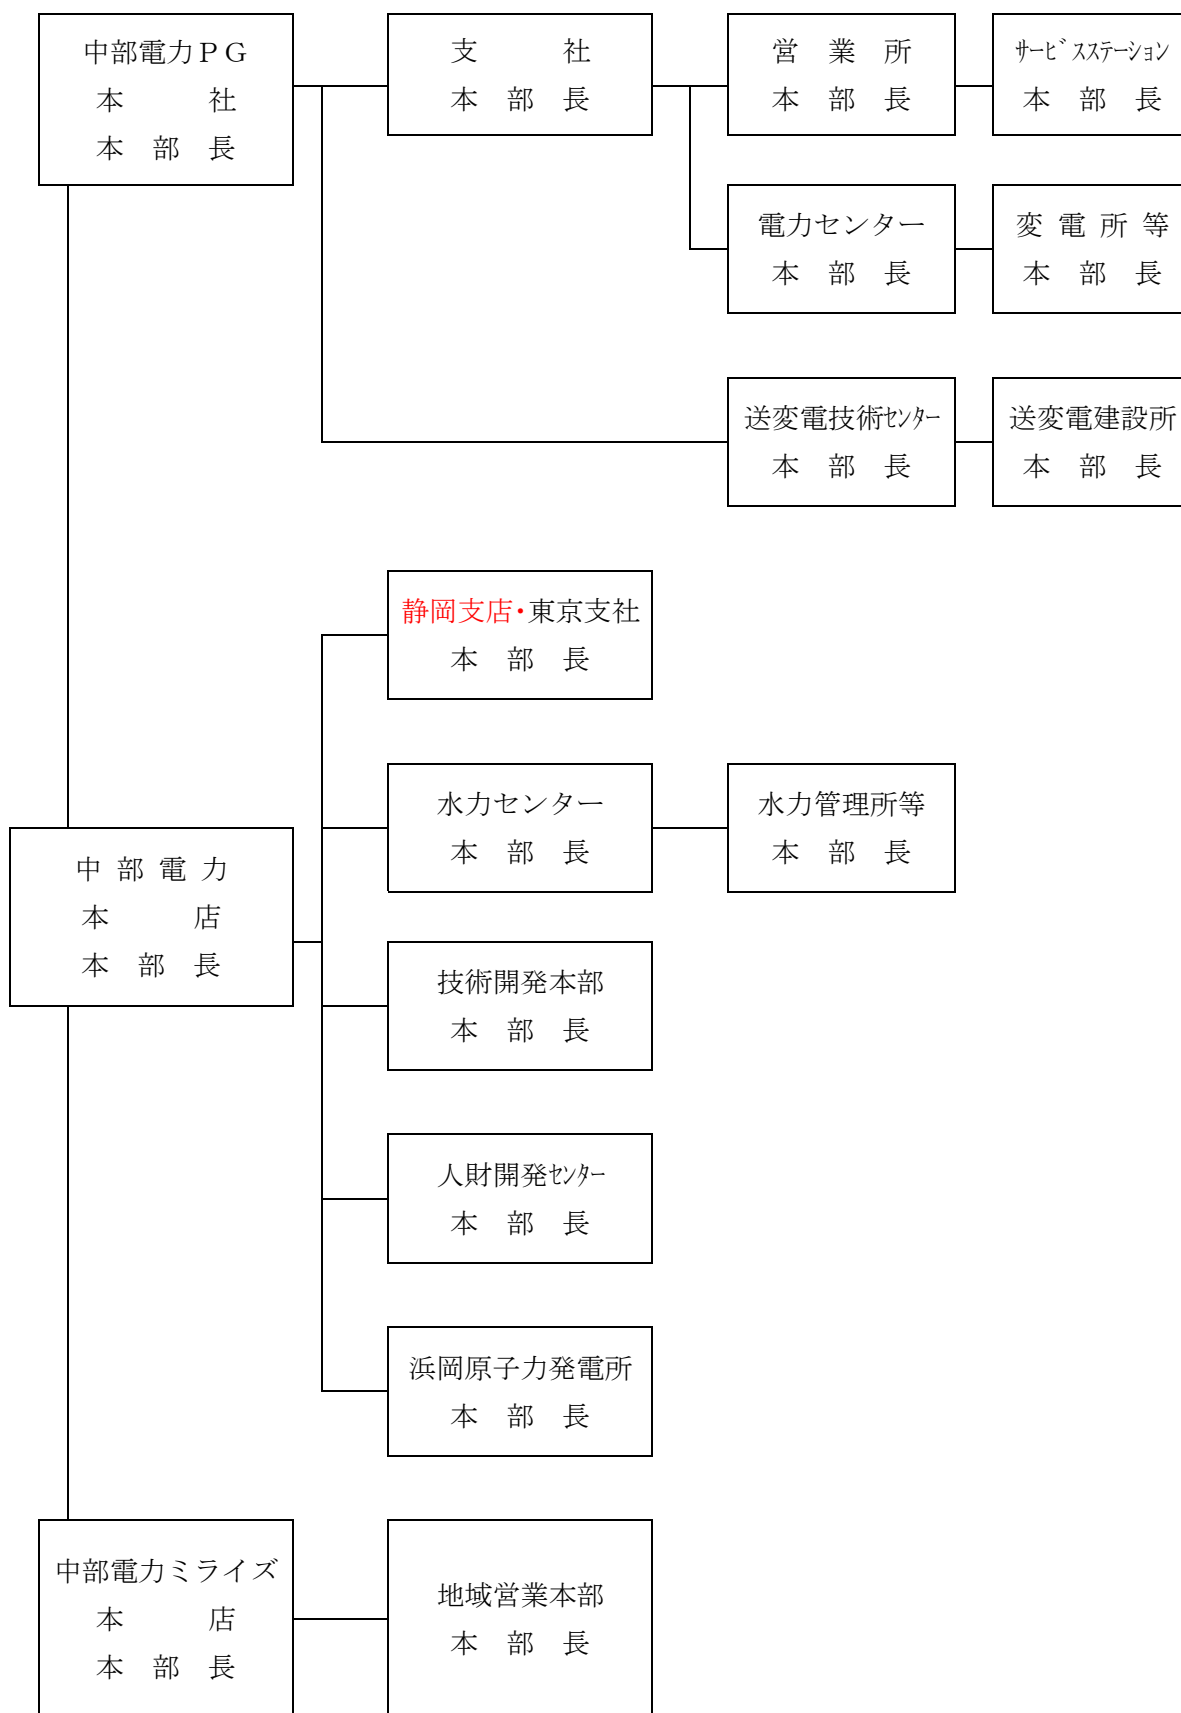 中部電力ＰＧ
本　　　社
本　部　長
支　　　社
本　部　長
営　業　所
本　部　長
ｻｰﾋﾞｽｽﾃｰｼｮﾝ
本　部　長
電力センター
本　部　長
変 電 所 等
本　部　長
送変電技術ｾﾝﾀｰ
本　部　長
送変電建設所
本　部　長
静岡支店・東京支社
本　部　長
水力センター
本　部　長
水力管理所等
本　部　長
中 部 電 力
本　　　店
本　部　長
技術開発本部
本　部　長
人財開発ｾﾝﾀｰ
本　部　長
浜岡原子力発電所
本　部　長
中部電力ミライズ
本　　　店
本　部　長
地域営業本部
本　部　長